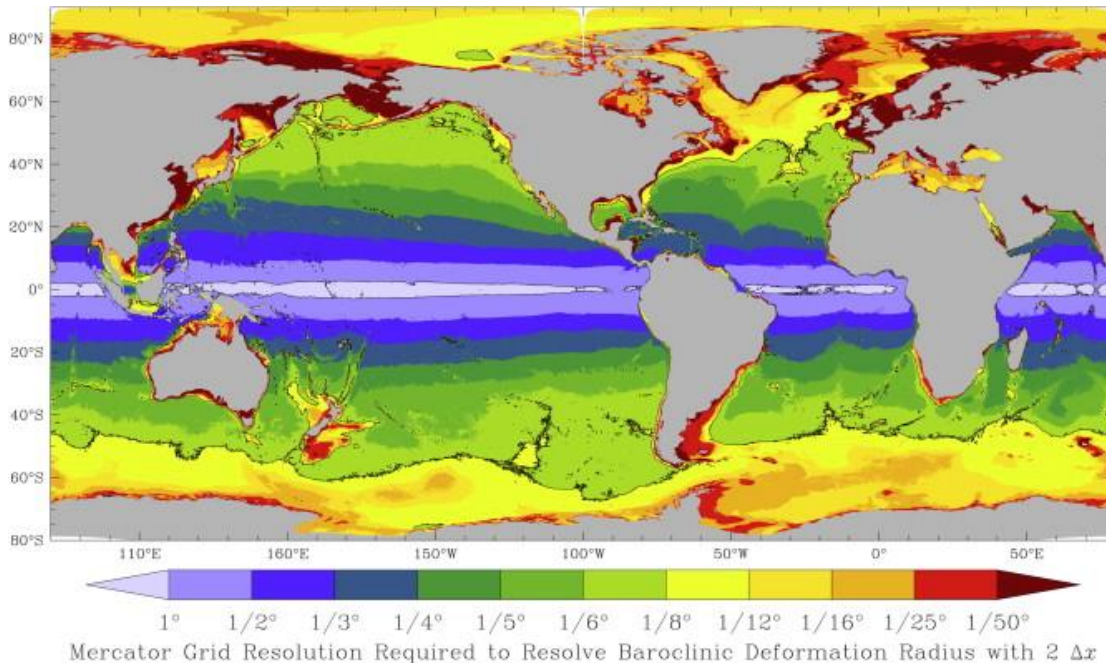 80°N
60°N
40°N
20°N
0°
20°S
40°S
60°S
80°S
110°E 160°E 150°W 100°W 50°W 0° 50°E
1° 1/2° 1/3° 1/4° 1/5° 1/6° 1/8° 1/12° 1/16° 1/25° 1/50°
Mercator Grid Resolution Required to Resolve Baroclinic Deformation Radius with 2 Δx